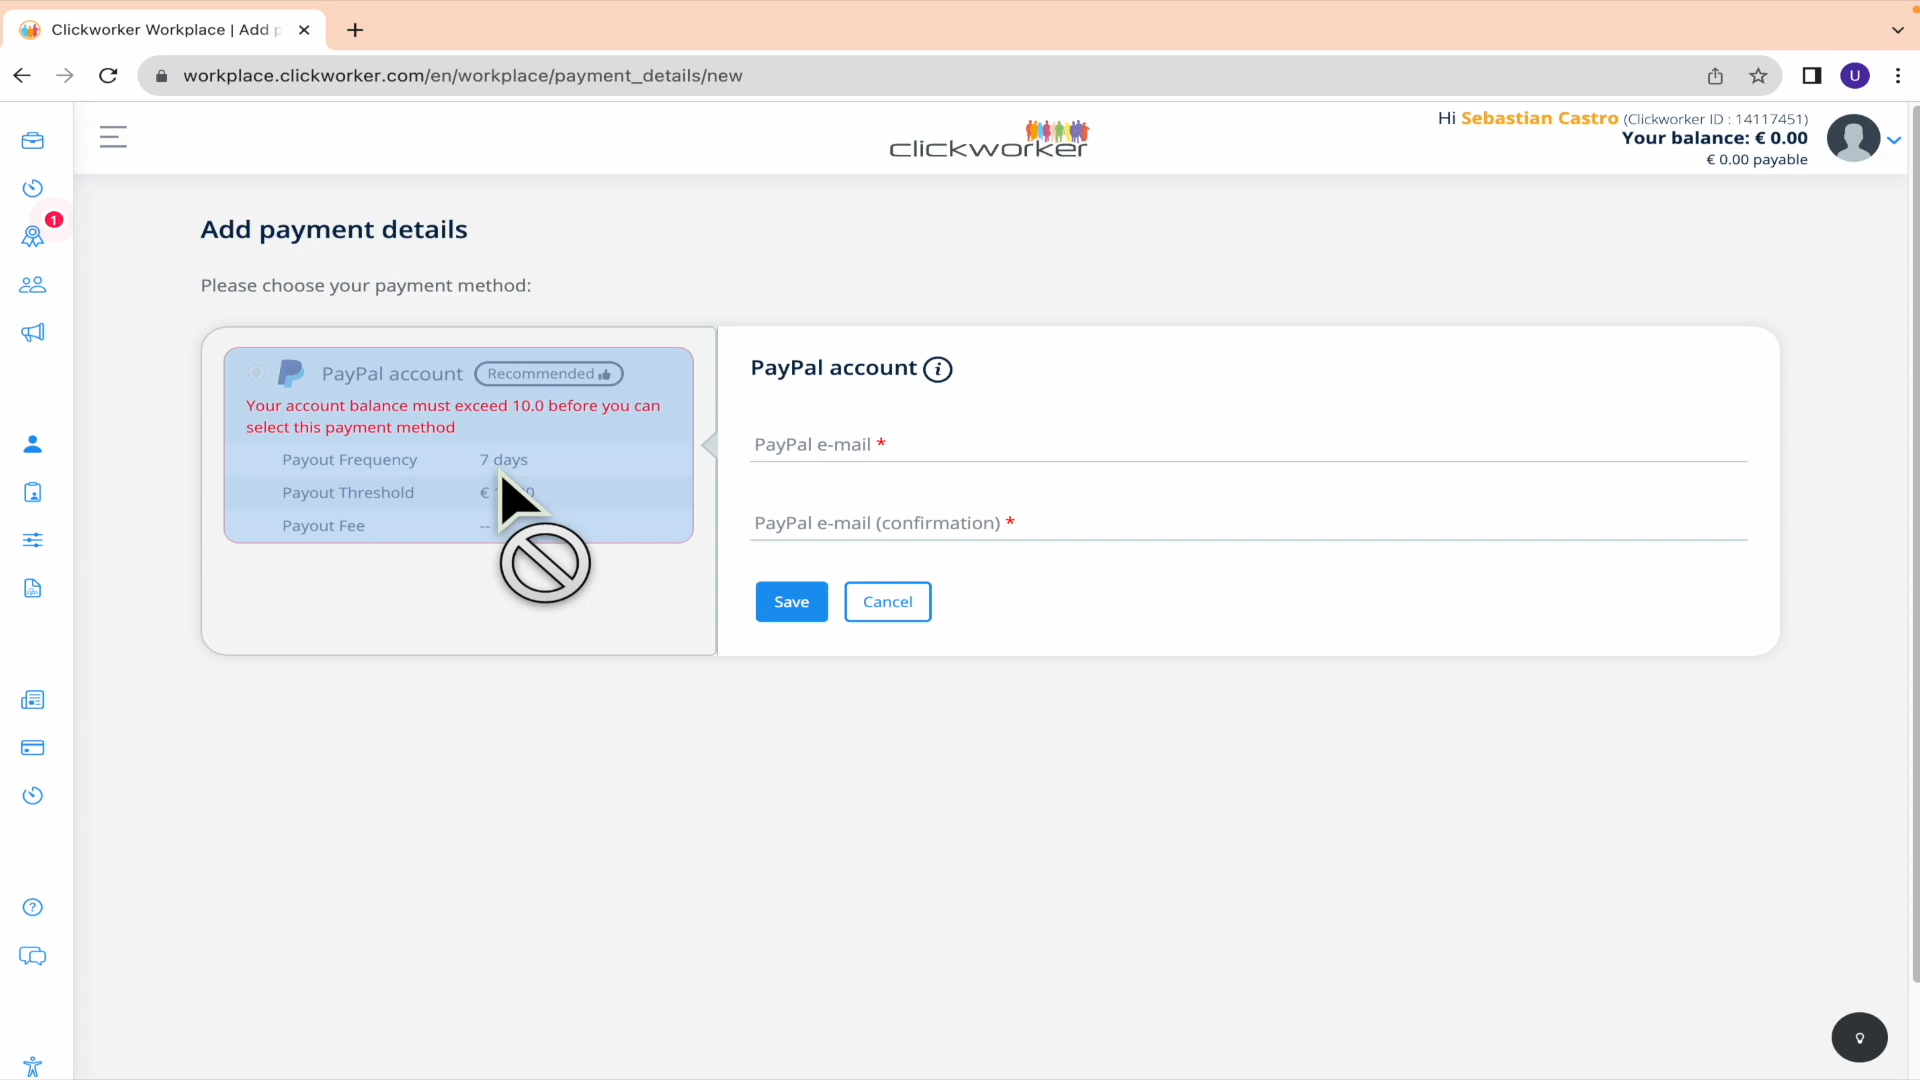 Clickworker Workplace | Add p
workplace.clickworker.com/en/workplace/payment_details/new
U
clickworker
Hi Sebastian Castro (Clickworker ID : 14117451)
Your balance: € 0.00
€ 0.00 payable
1
Add payment details
Please choose your payment method:
PayPal account Recommended
Your account balance must exceed 10.0 before you can
select this payment method
Payout Frequency 7 days
Payout Threshold €
Payout Fee --
PayPal account i
PayPal e-mail *
PayPal e-mail (confirmation) *
Save Cancel